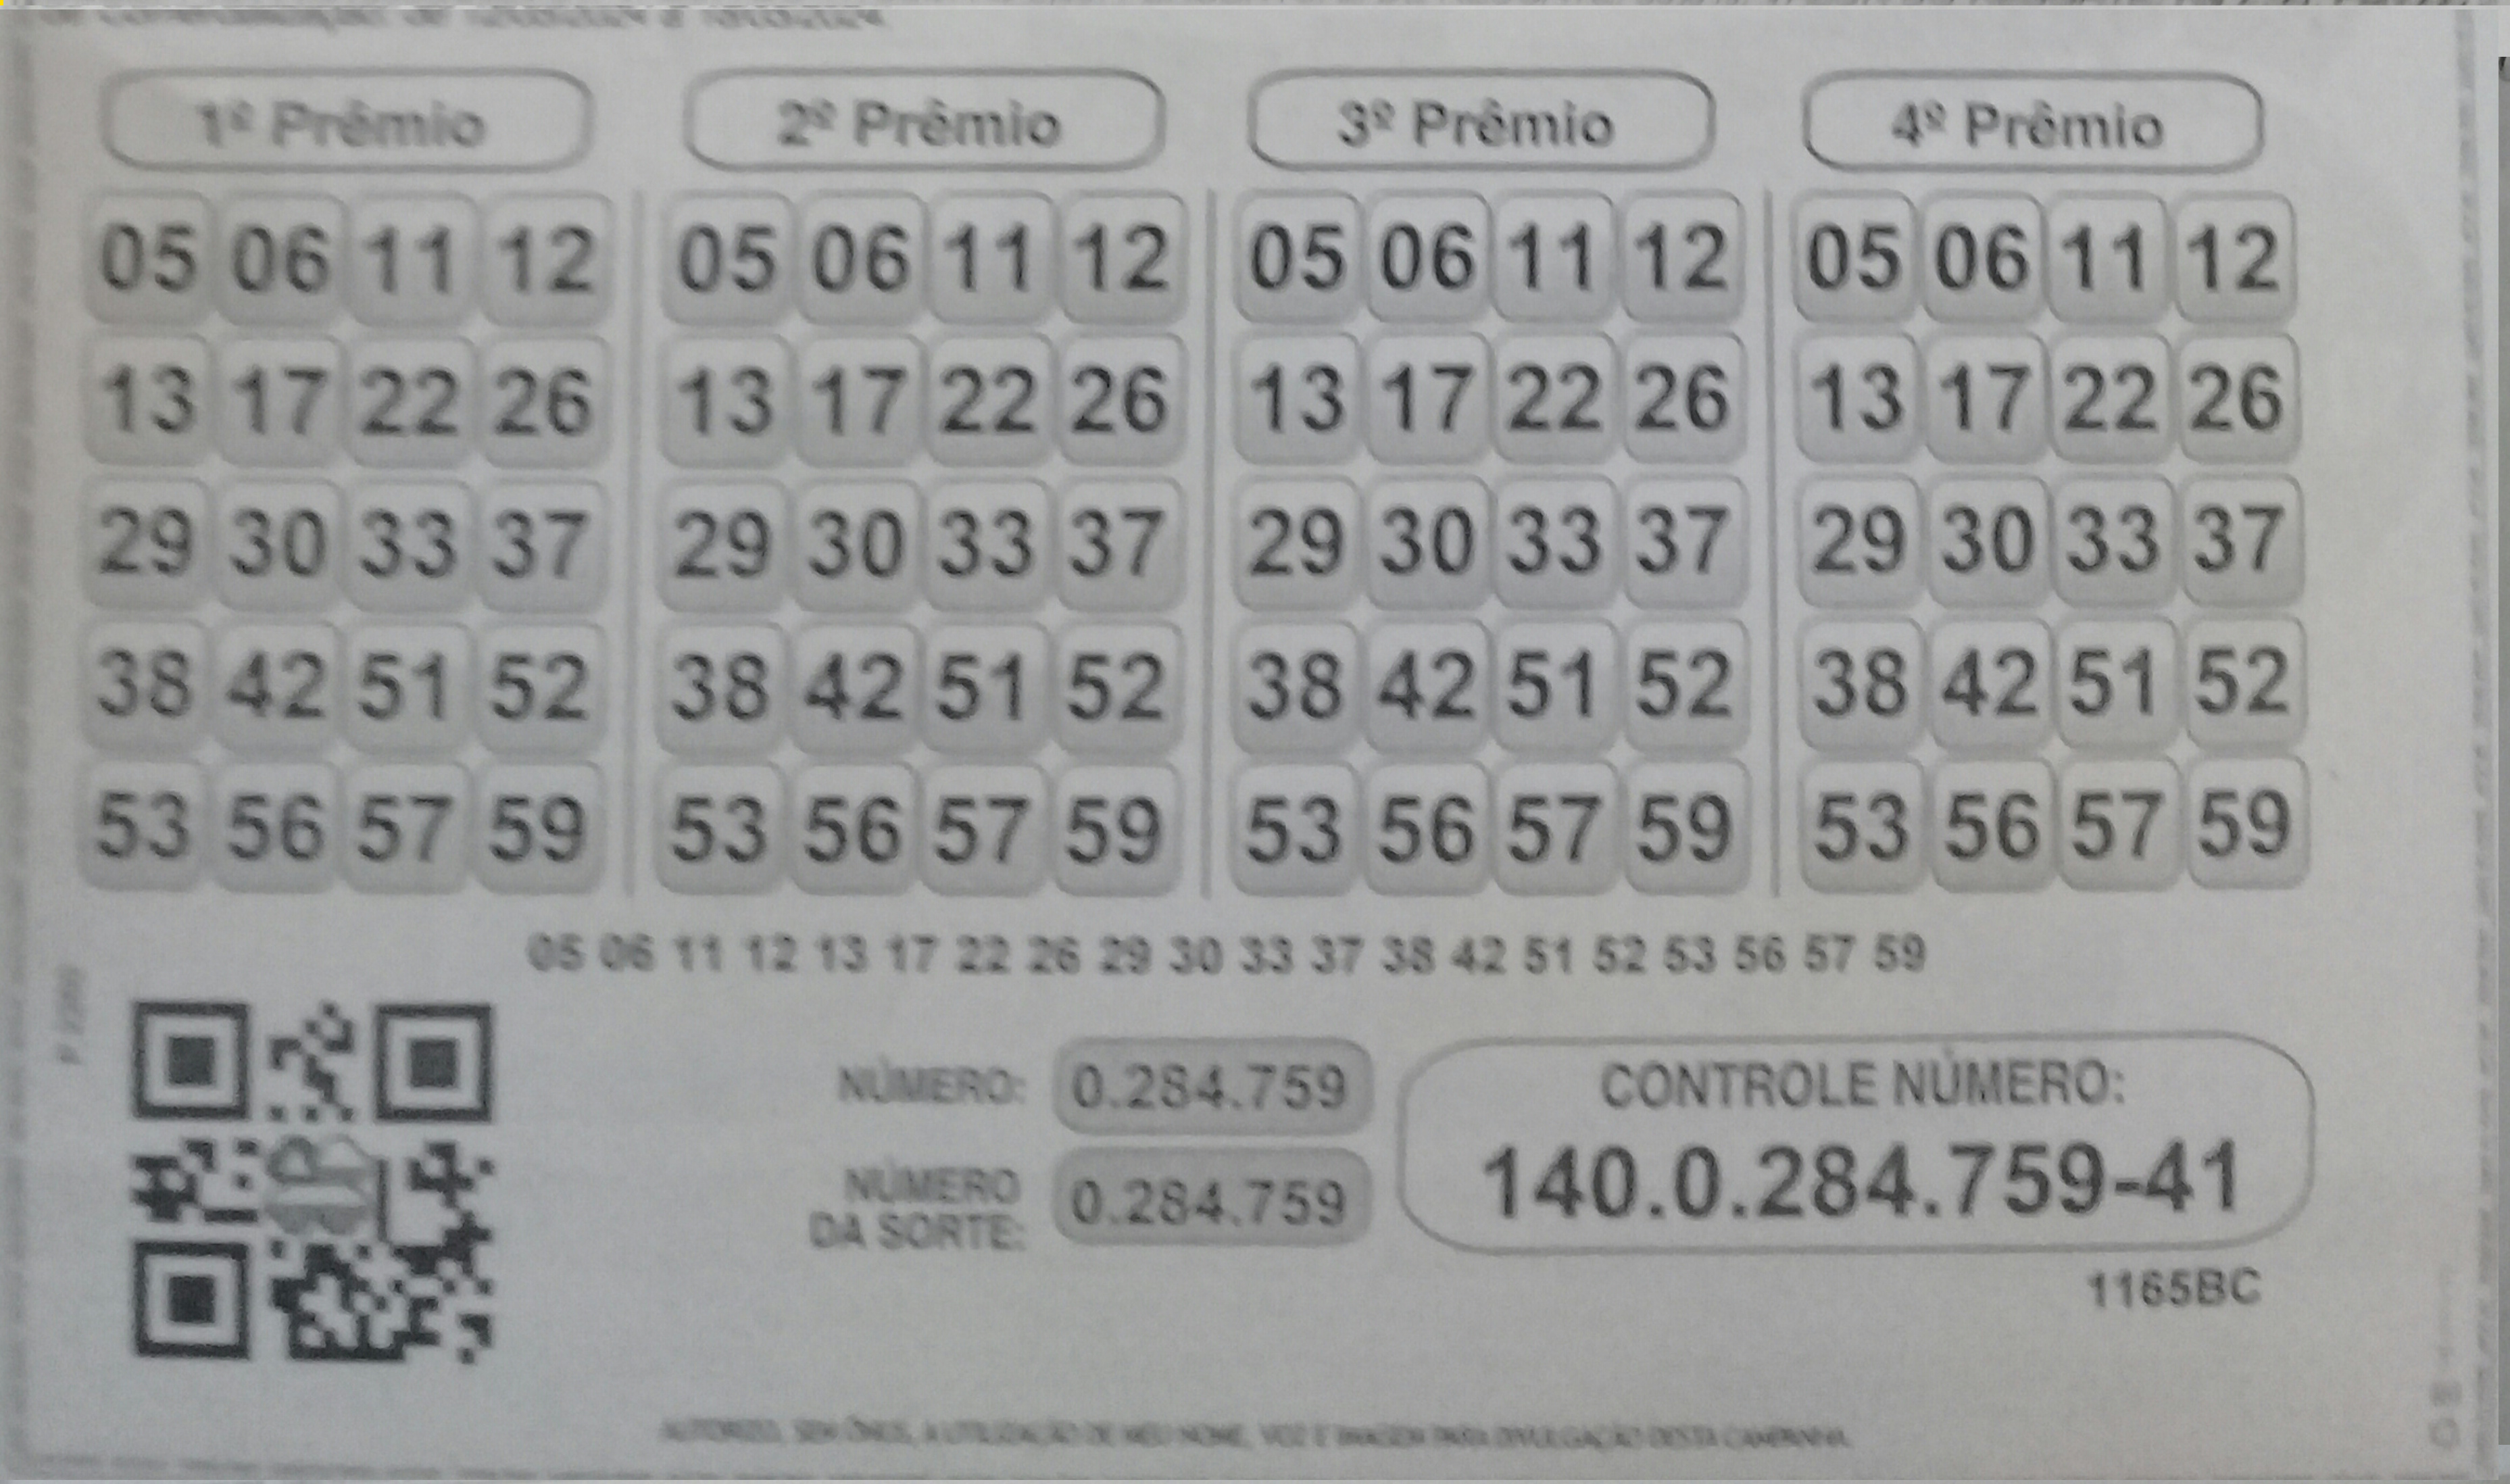 1º Prêmio 2º Prêmio 3º Prêmio 4º Prêmio
05 06 11 12 05 06 11 12 05 06 11 12 05 06 11 12
13 17 22 26 13 17 22 26 13 17 22 26 13 17 22 26
29 30 33 37 29 30 33 37 29 30 33 37 29 30 33 37
38 42 51 52 38 42 51 52 38 42 51 52 38 42 51 52
53 56 57 59 53 56 57 59 53 56 57 59 53 56 57 59
05 06 11 12 13 17 22 26 29 30 33 37 38 42 51 52 53 56 57 59
NÚMERO: 0.284.759
NÚMERO
DA SORTE: 0.284.759
CONTROLE NÚMERO:
140.0.284.759-41
1165BC
AUTORIZO, SEM ÔNUS, A UTILIZAÇÃO DE MEU NOME, VOZ E IMAGEM PARA DIVULGAÇÃO DESTA CAMPANHA.